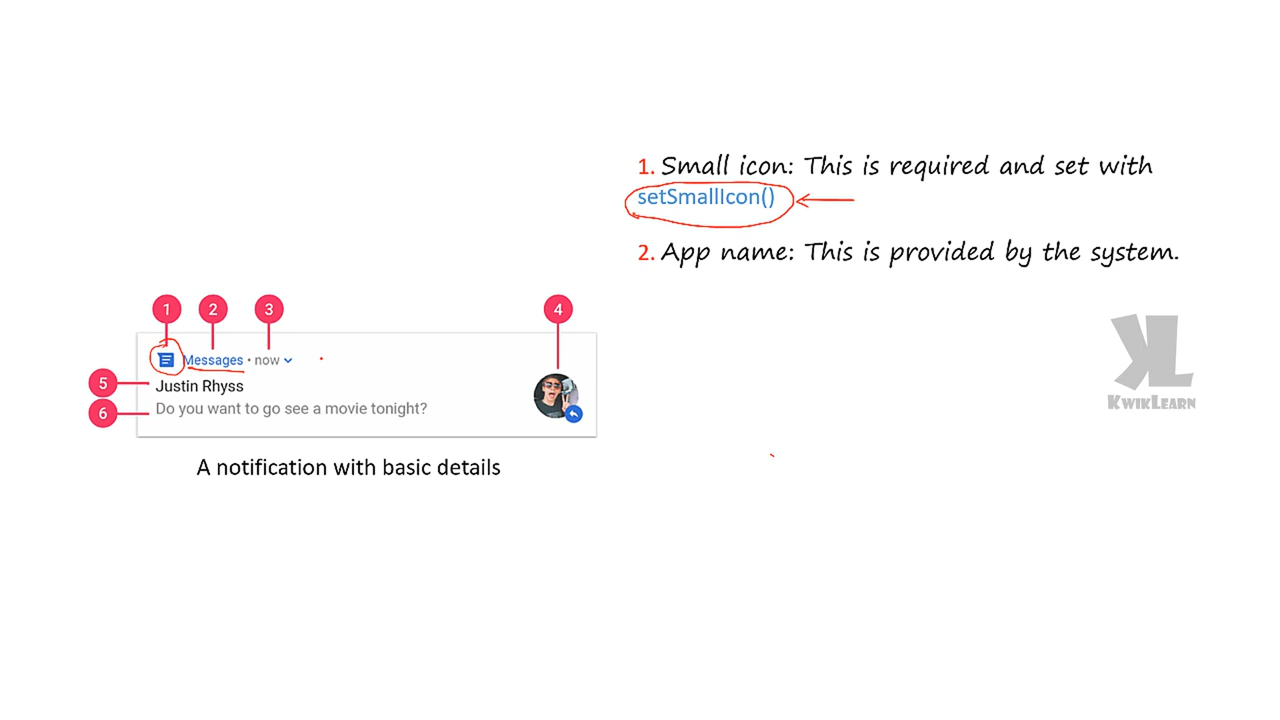 1. Small icon: This is required and set with
setSmallIcon()
2. App name: This is provided by the system.
1 2 3 4
Messages • now
5 Justin Rhyss
6 Do you want to go see a movie tonight?
A notification with basic details
KL
KWIKLEARN